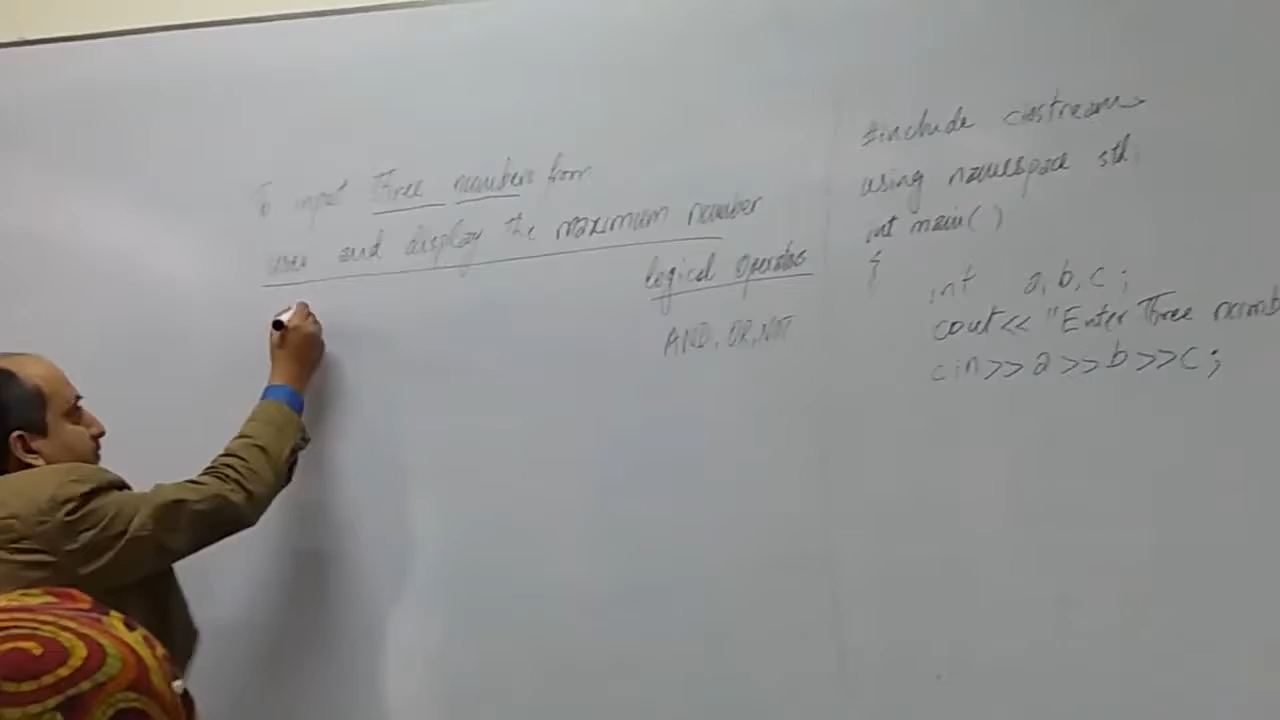 To input three numbers from
user and display the maximum number
logical operators
AND, OR, NOT
#include <iostream>
using namespace std;
int main()
{
int a, b, c;
cout<< "Enter Three numb
cin>>a>>b>>c;